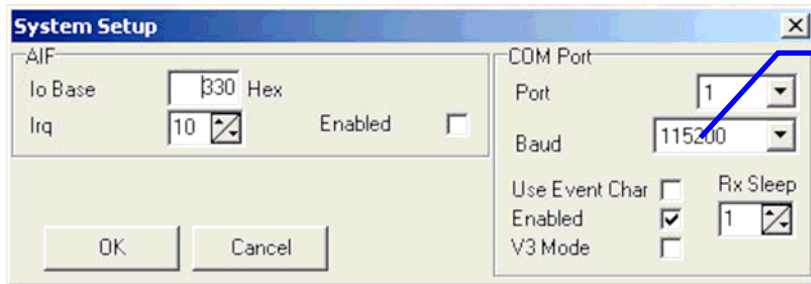 System Setup
AIF
Io Base 330 Hex
Irq 10 Enabled
COM Port
Port 1
Baud 115200
Use Event Char Rx Sleep
Enabled 1
V3 Mode
OK Cancel